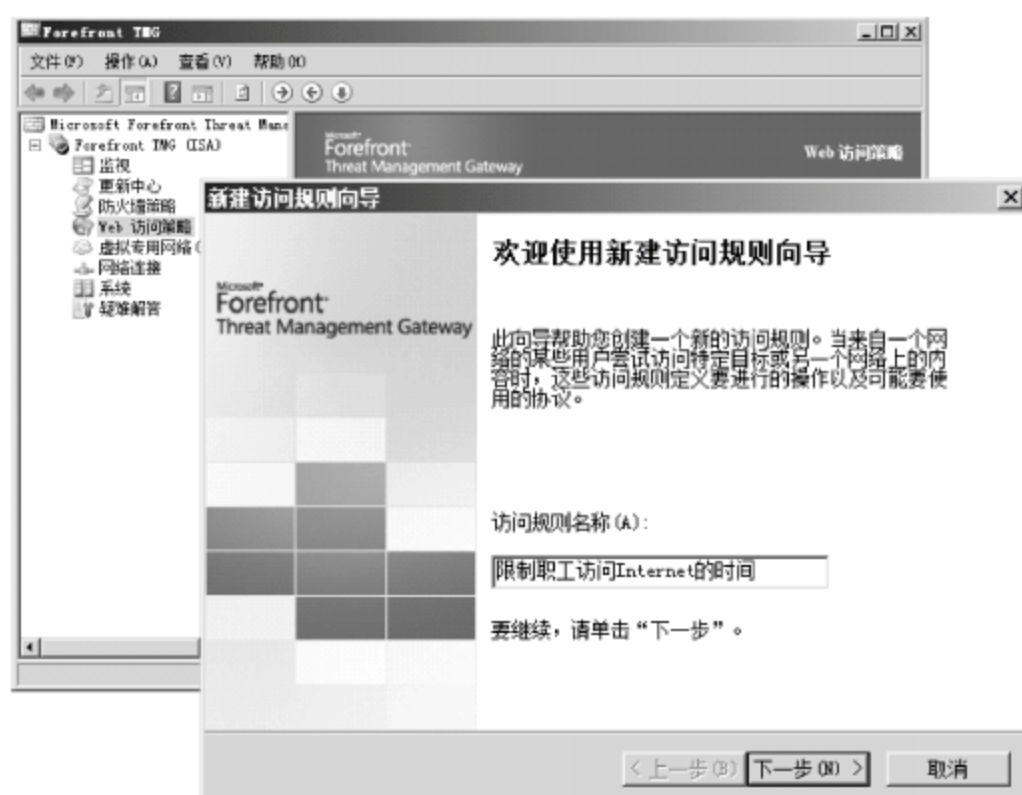 Forefront TMG
文件(F) 操作(A) 查看(V) 帮助(H)
Microsoft Forefront Threat Mana
Forefront TMG (ISA)
监视
更新中心
防火墙策略
Web 访问策略
虚拟专用网络(
网络连接
系统
疑难解答
Microsoft
Forefront
Threat Management Gateway
Web 访问策略
新建访问规则向导
Microsoft
Forefront
Threat Management Gateway
欢迎使用新建访问规则向导
此向导帮助您创建一个新的访问规则。当来自一个网
络的某些用户尝试访问特定目标或另一个网络上的内
容时，这些访问规则定义要进行的操作以及可能要使
用的协议。
访问规则名称(A):
限制职工访问Internet的时间
要继续，请单击“下一步”。
< 上一步(B) 下一步(N) > 取消